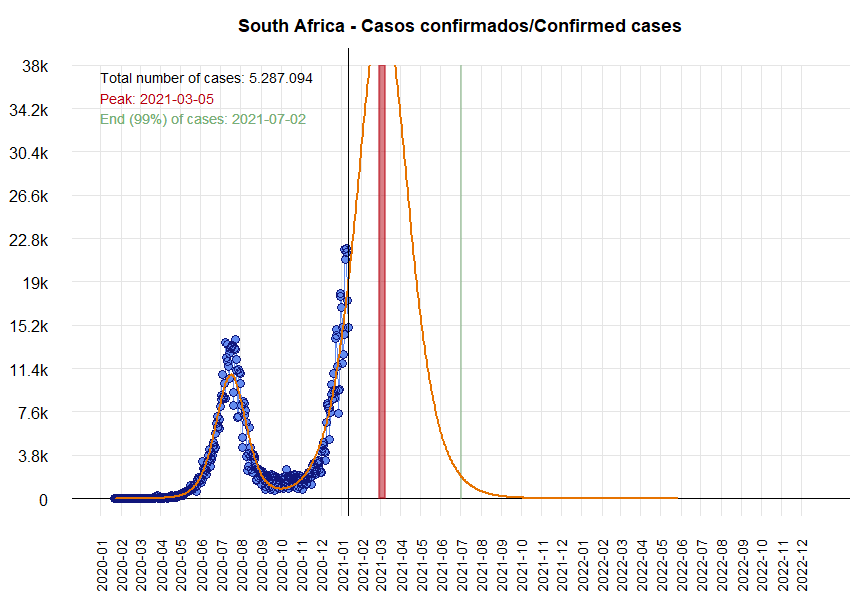 South Africa - Casos confirmados/Confirmed cases
38k
34.2k
30.4k
26.6k
22.8k
19k
15.2k
11.4k
7.6k
3.8k
0
Total number of cases: 5.287.094
Peak: 2021-03-05
End (99%) of cases: 2021-07-02
2020-01
2020-02
2020-03
2020-04
2020-05
2020-06
2020-07
2020-08
2020-09
2020-10
2020-11
2020-12
2021-01
2021-02
2021-03
2021-04
2021-05
2021-06
2021-07
2021-08
2021-09
2021-10
2021-11
2021-12
2022-01
2022-02
2022-03
2022-04
2022-05
2022-06
2022-07
2022-08
2022-09
2022-10
2022-11
2022-12